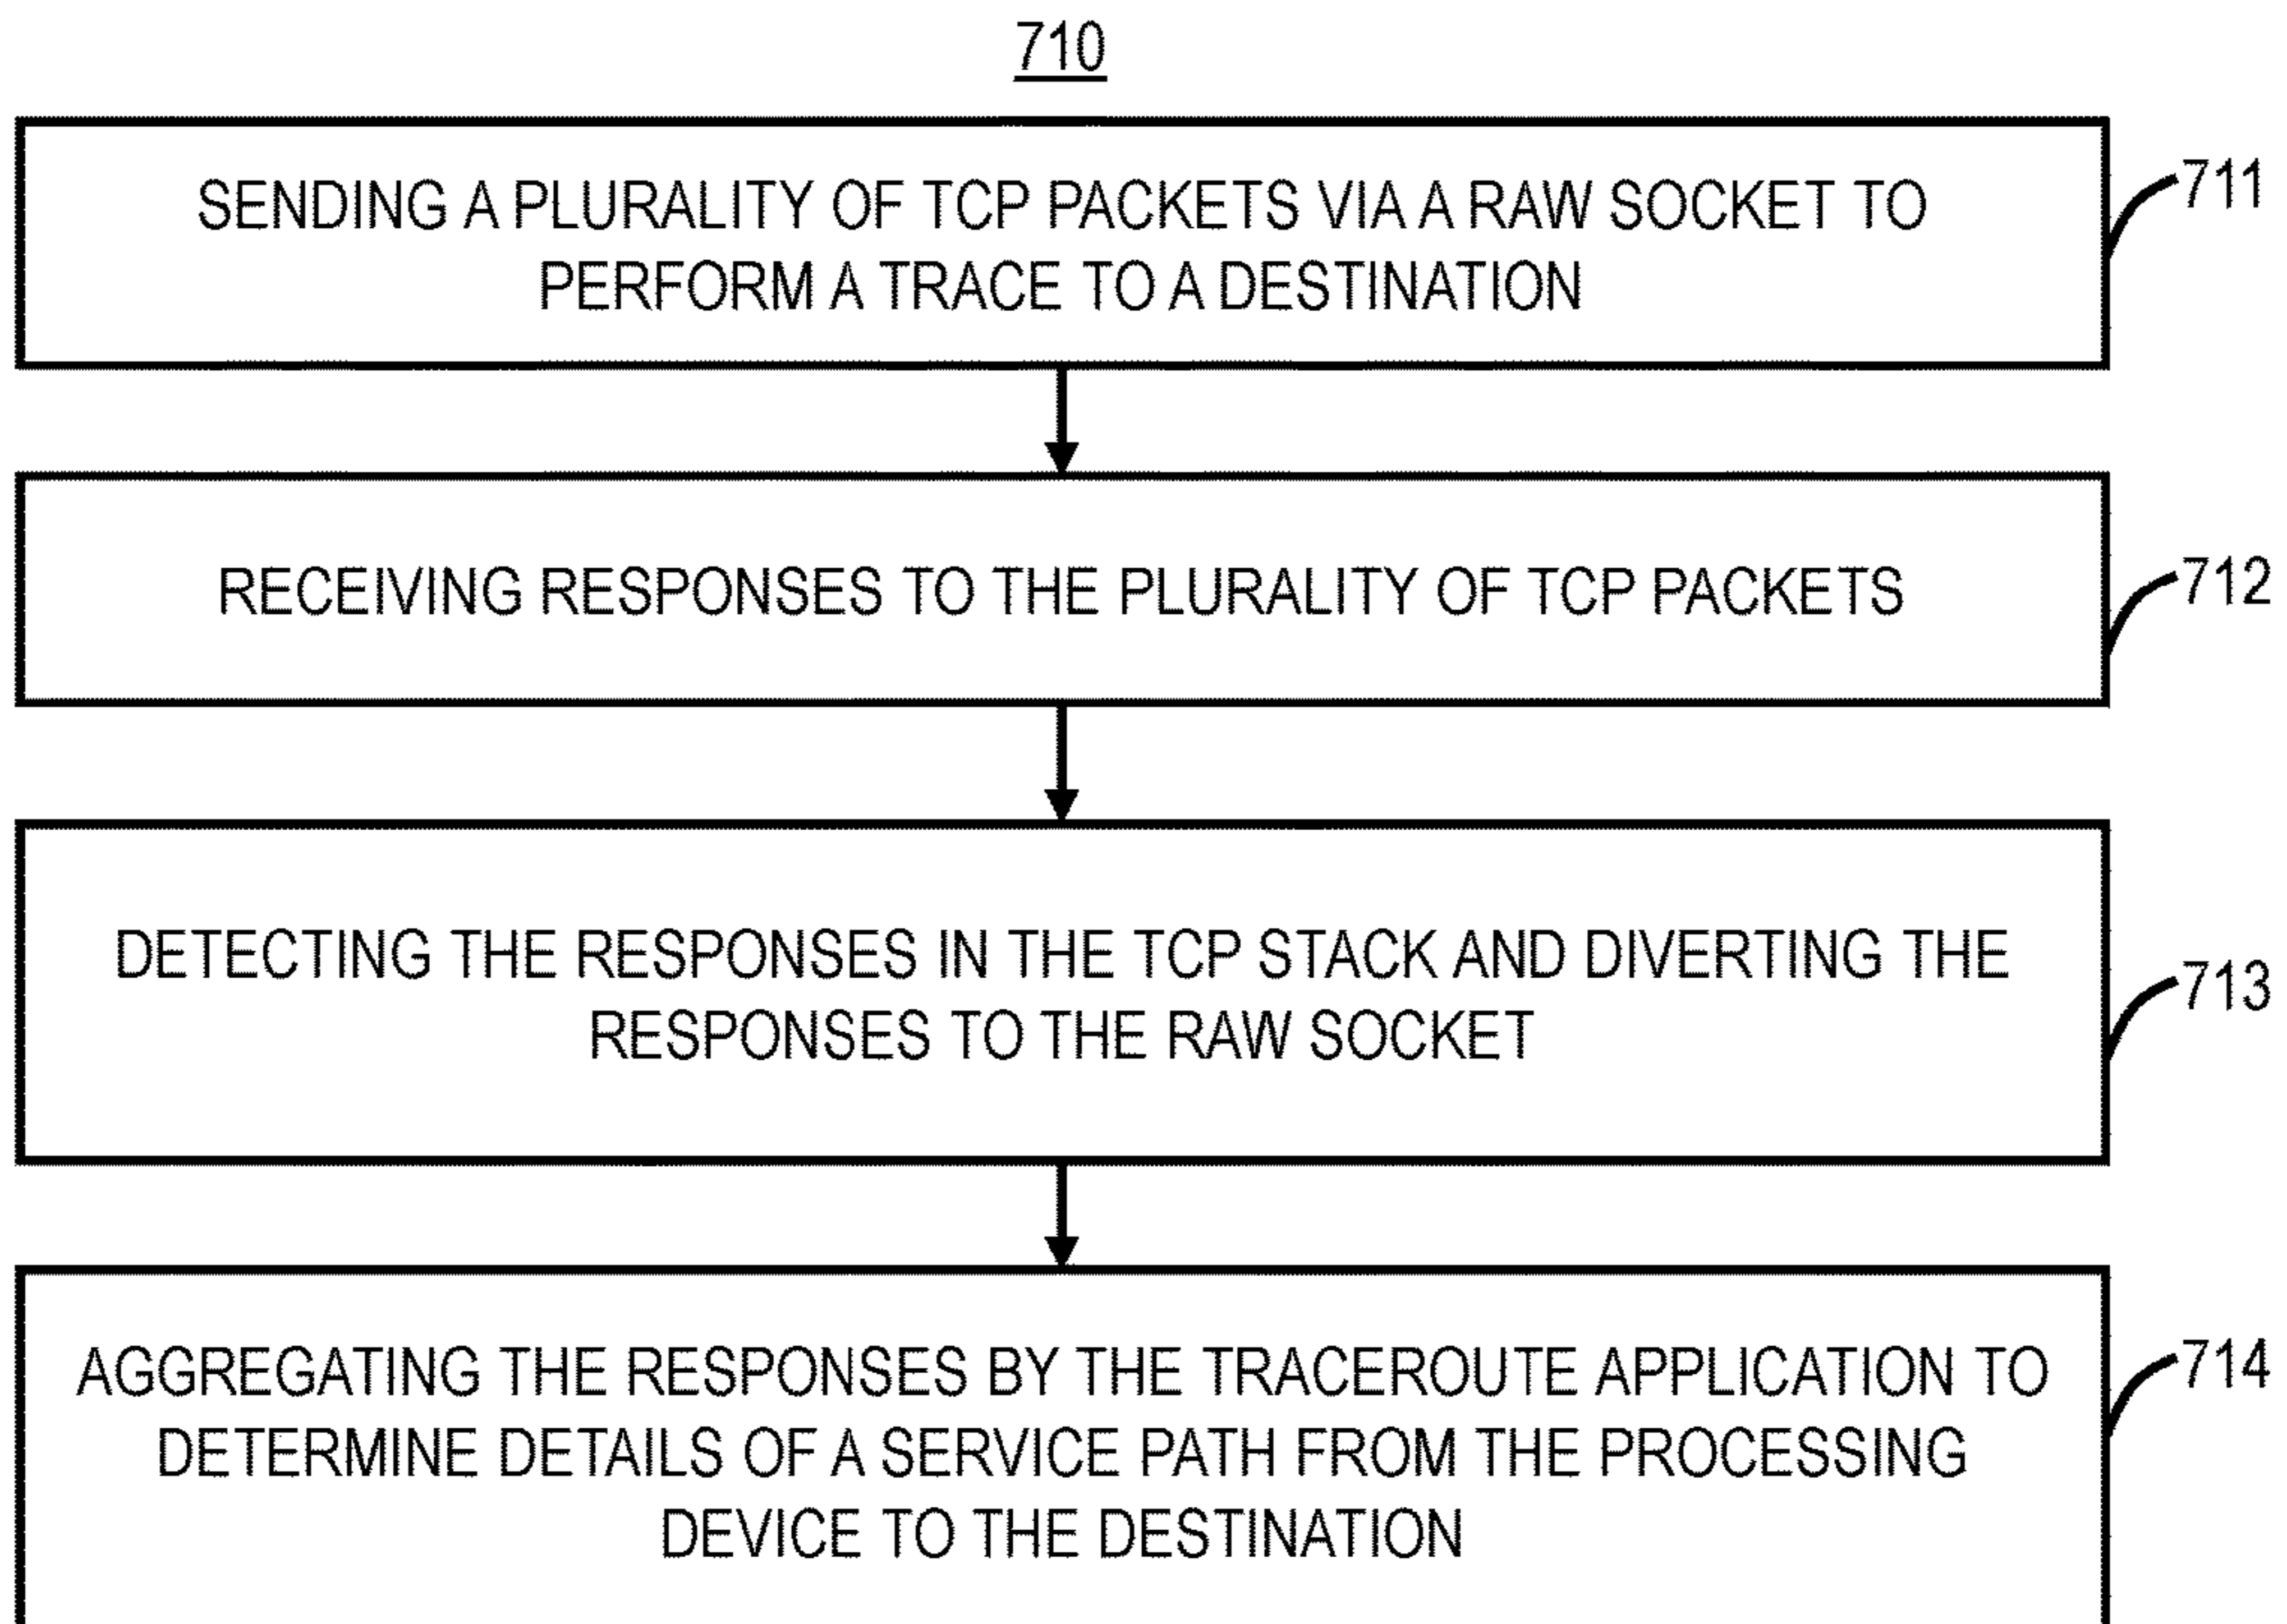 710
SENDING A PLURALITY OF TCP PACKETS VIA A RAW SOCKET TO
PERFORM A TRACE TO A DESTINATION
711
RECEIVING RESPONSES TO THE PLURALITY OF TCP PACKETS
712
DETECTING THE RESPONSES IN THE TCP STACK AND DIVERTING THE
RESPONSES TO THE RAW SOCKET
713
AGGREGATING THE RESPONSES BY THE TRACEROUTE APPLICATION TO
DETERMINE DETAILS OF A SERVICE PATH FROM THE PROCESSING
DEVICE TO THE DESTINATION
714